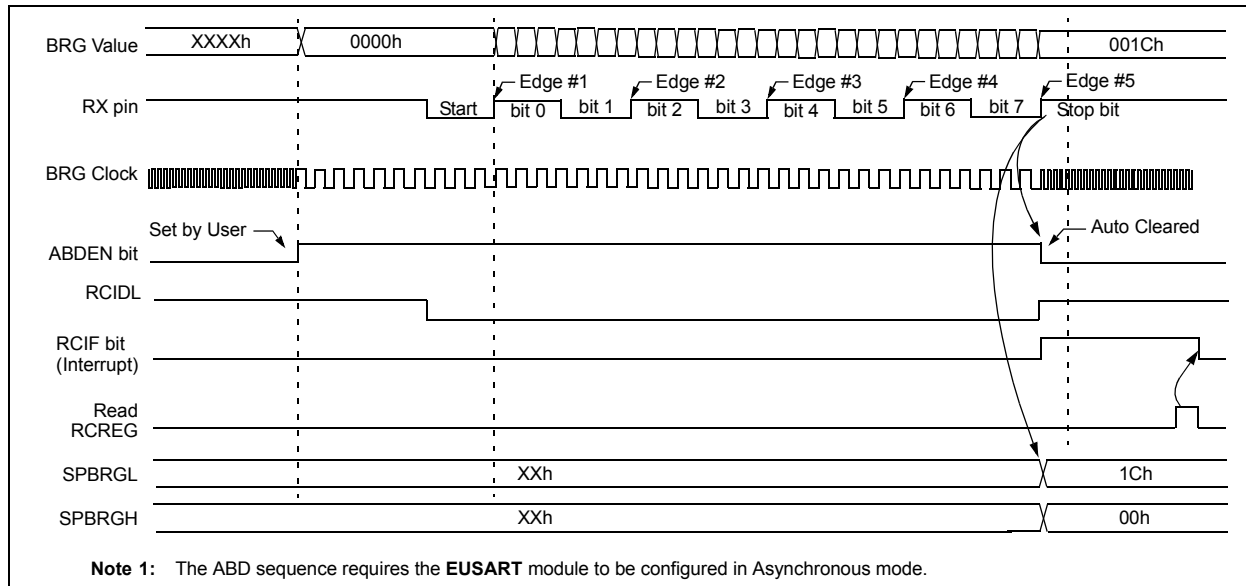 BRG Value XXXXh 0000h 001Ch
Edge #1 Edge #2 Edge #3 Edge #4 Edge #5
RX pin Start bit 0 bit 1 bit 2 bit 3 bit 4 bit 5 bit 6 bit 7 Stop bit
BRG Clock
Set by User Auto Cleared
ABDEN bit
RCIDL
RCIF bit
(Interrupt)
Read
RCREG
SPBRGL XXh 1Ch
SPBRGH XXh 00h
Note 1: The ABD sequence requires the EUSART module to be configured in Asynchronous mode.